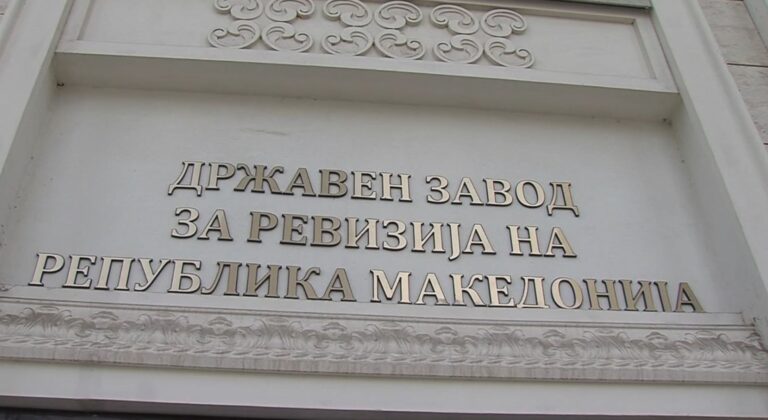 ДРЖАВЕН ЗАВОД
ЗА РЕВИЗИЈА НА
РЕПУБЛИКА МАКЕДОНИЈА